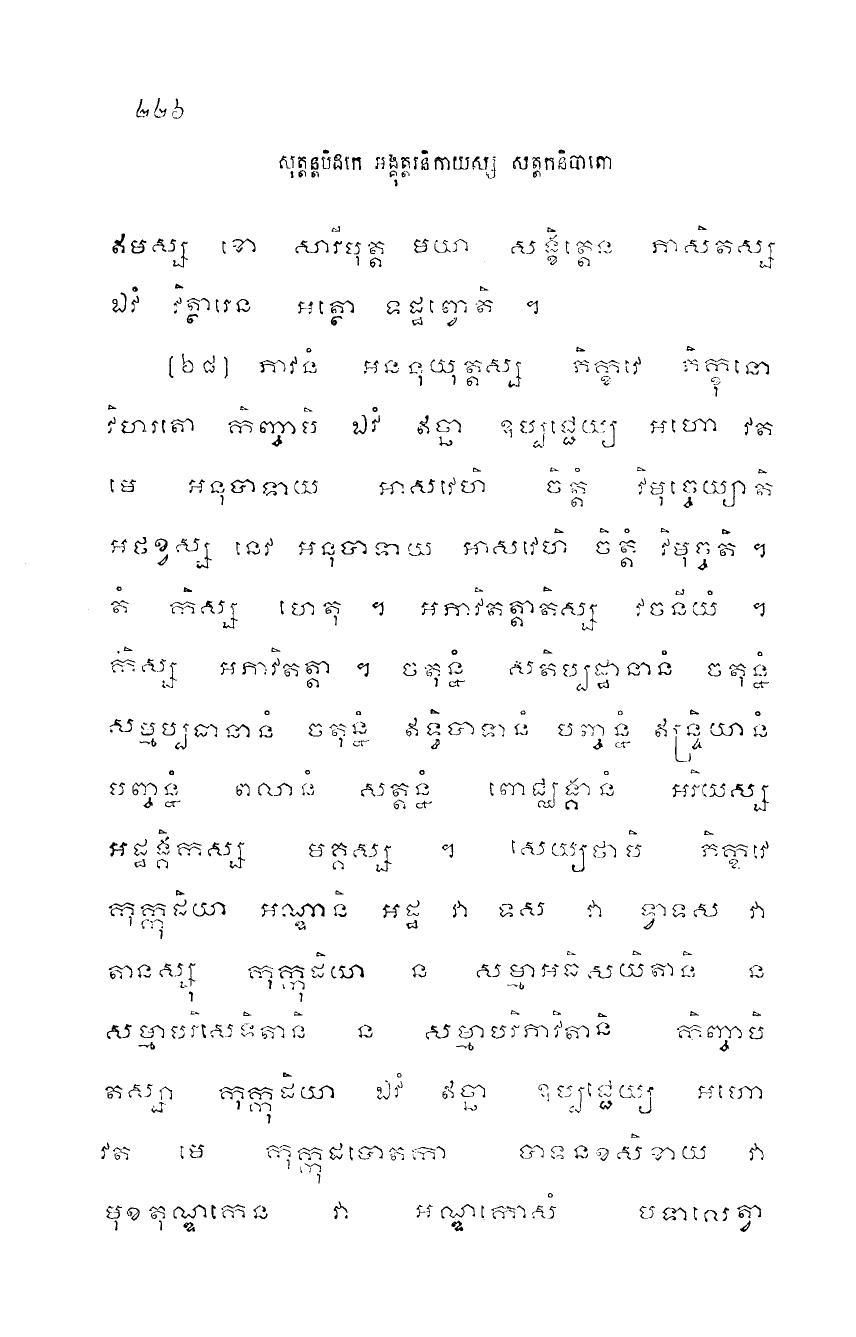 ២២៦
សុត្តន្តបិដកេ អង្គុត្តរនិកាយស្ស សត្តកនិបាតោ
ឥមស្ស ខោ សារីបុត្ត មយា សង្ខិត្តេន ភាសិតស្ស
ឯវំ វិត្ថារេន អត្ថោ ទដ្ឋព្វោតិ ។
[៦៨] ភាវនំ អននុយុត្តស្ស ភិក្ខវេ ភិក្ខុនោ
វិហរតោ កិញ្ចាបិ ឯវំ ឥច្ឆា ឧប្បជ្ជេយ្យ អហោ វត
មេ អនុបាទាយ អាសវេហិ ចិត្តំ វិមុច្ចេយ្យាតិ
អថខ្វស្ស នេវ អនុបាទាយ អាសវេហិ ចិត្តំ វិមុច្ចតិ ។
តំ កិស្ស ហេតុ ។ អភាវិតត្តាតិស្ស វចនីយំ ។
កិស្ស អភាវិតត្តា ។ ចតុន្នំ សតិប្បដ្ឋានានំ ចតុន្នំ
សម្មប្បធានានំ ចតុន្នំ ឥទ្ធិបាទានំ បញ្ចន្នំ ឥន្ទ្រិយានំ
បញ្ចន្នំ ពលានំ សត្តន្នំ ពោជ្ឈង្គានំ អរិយស្ស
អដ្ឋង្គិកស្ស មគ្គស្ស ។ សេយ្យថាបិ ភិក្ខវេ
កុក្កុដិយា អណ្ឌានិ អដ្ឋ វា ទស វា ទ្វាទស វា
តានស្សុ កុក្កុដិយា ន សម្មាអធិសយិតានិ ន
សម្មាបរិសេទិតានិ ន សម្មាបរិភាវិតានិ កិញ្ចាបិ
តស្សា កុក្កុដិយា ឯវំ ឥច្ឆា ឧប្បជ្ជេយ្យ អហោ
វត មេ កុក្កុដបោតកា បាទនខសិខាយ វា
មុខតុណ្ឌកេន វា អណ្ឌកោសំ បទាលេត្វា